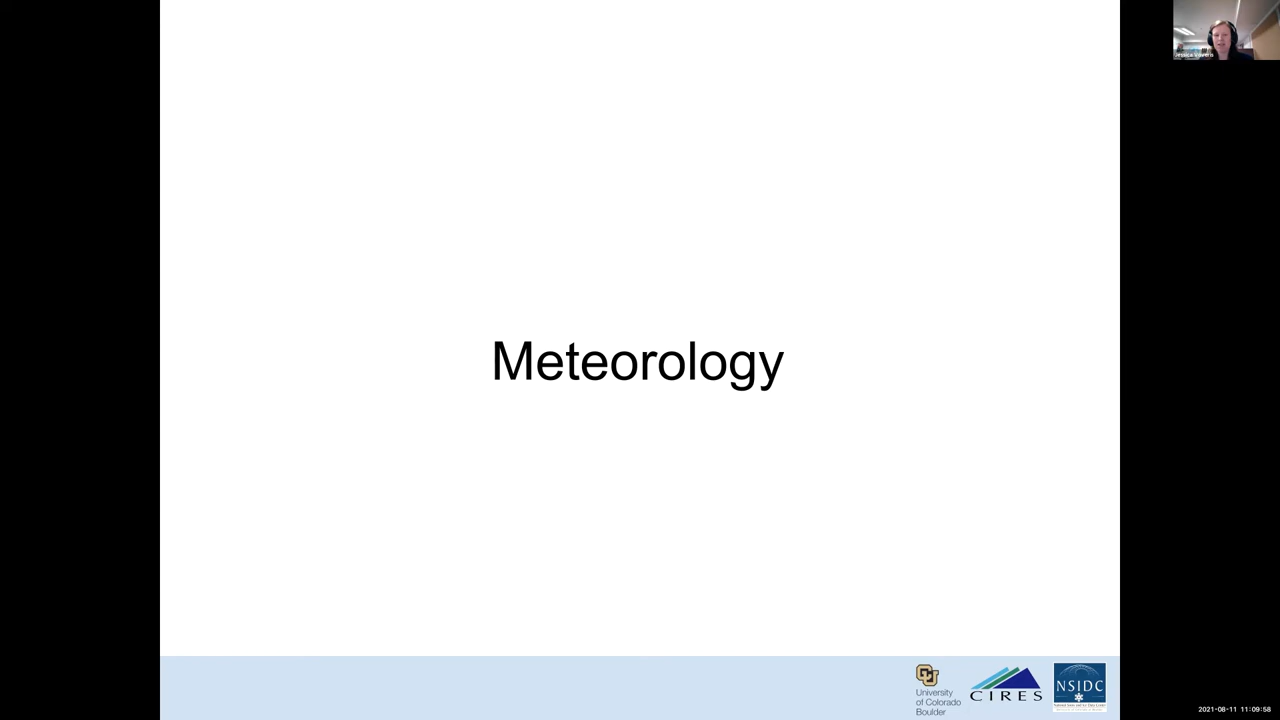 Meteorology
University
of Colorado
Boulder
CIRES
NSIDC
2021-08-11 11:09:58